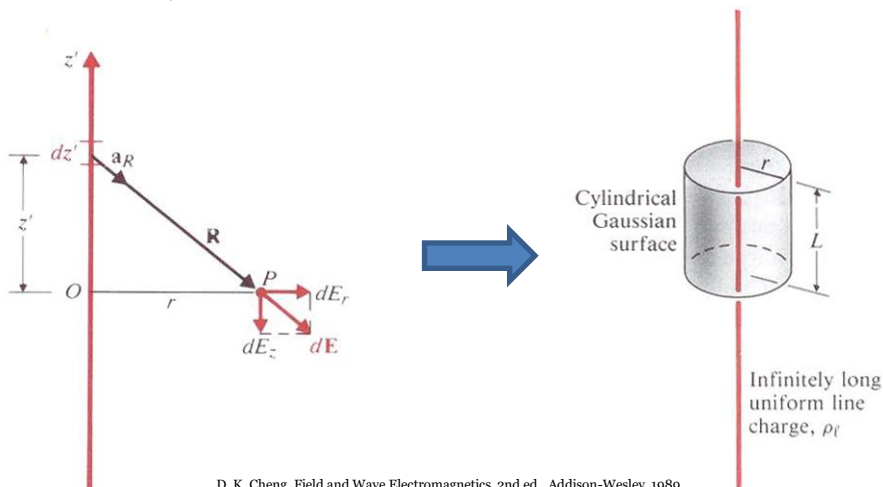 z'
dz'
a_R
z'
R
P
O
r
dE_r
dE_z
dE
r
Cylindrical
Gaussian
surface
L
Infinitely long
uniform line
charge, ρ_ℓ
D. K. Cheng, Field and Wave Electromagnetics, 2nd ed., Addison-Wesley, 1989.